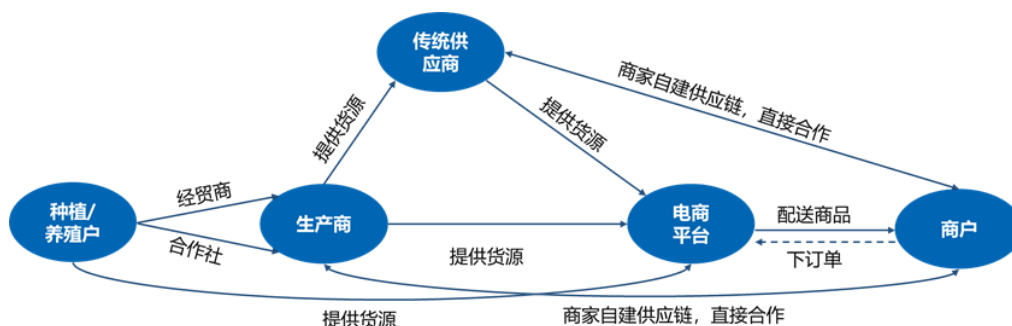 传统供
应商
商家自建供应链，直接合作
提供货源
提供货源
经贸商
种植/
养殖户
合作社
生产商
提供货源
电商
平台
配送商品
下订单
商户
提供货源
商家自建供应链，直接合作